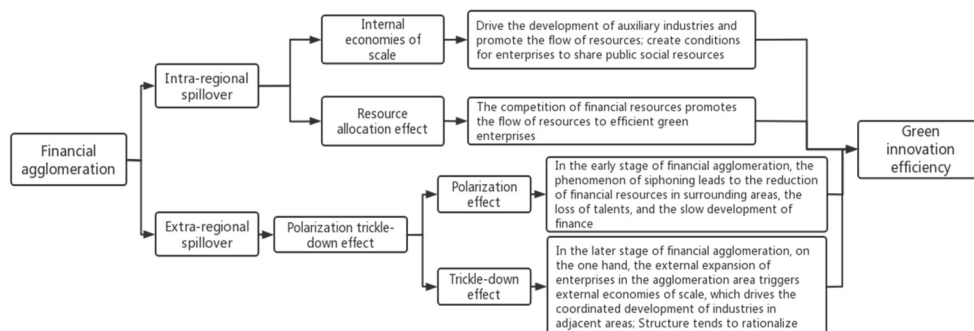 Financial
agglomeration
Intra-regional
spillover
Extra-regional
spillover
Internal
economies of
scale
Resource
allocation effect
Polarization trickle-
down effect
Polarization
effect
Trickle-down
effect
Drive the development of auxiliary industries and
promote the flow of resources; create conditions
for enterprises to share public social resources
The competition of financial resources promotes
the flow of resources to efficient green
enterprises
In the early stage of financial agglomeration, the
phenomenon of siphoning leads to the reduction
of financial resources in surrounding areas, the
loss of talents, and the slow development of
finance
In the later stage of financial agglomeration, on
the one hand, the external expansion of
enterprises in the agglomeration area triggers
external economies of scale, which drives the
coordinated development of industries in
adjacent areas; Structure tends to rationalize
Green
innovation
efficiency